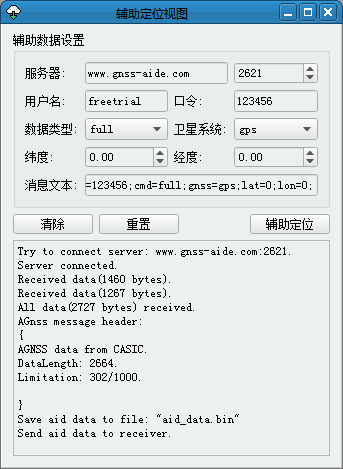 辅助定位视图
辅助数据设置
服务器: www.gnss-aide.com 2621
用户名: freetrial 口令: 123456
数据类型: full 卫星系统: gps
纬度: 0.00 经度: 0.00
消息文本: =123456;cmd=full;gnss=gps;lat=0;lon=0;
清除 重置 辅助定位
Try to connect server: www.gnss-aide.com:2621.
Server connected.
Received data(1460 bytes).
Received data(1267 bytes).
All data(2727 bytes) received.
AGnss message header:
{
AGNSS data from CASIC.
DataLength: 2664.
Limitation: 302/1000.
}
Save aid data to file: "aid_data.bin"
Send aid data to receiver.